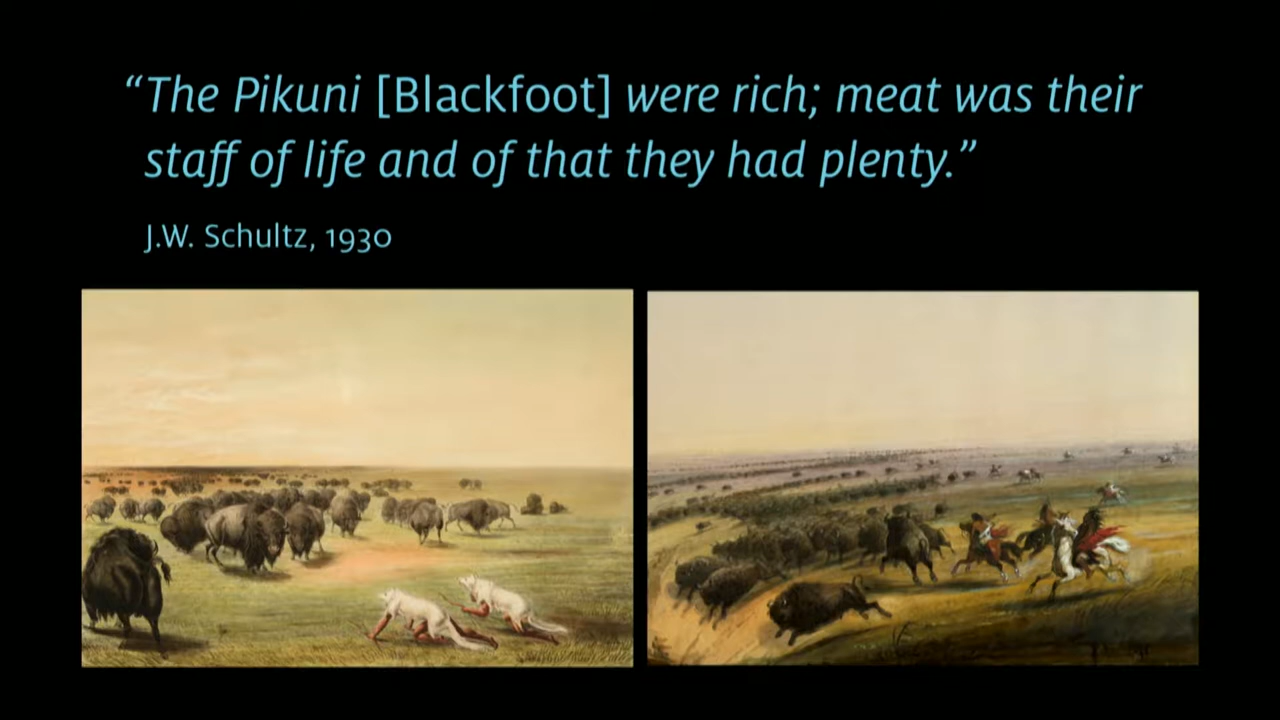 “The Pikuni [Blackfoot] were rich; meat was their
staff of life and of that they had plenty.”
J.W. Schultz, 1930